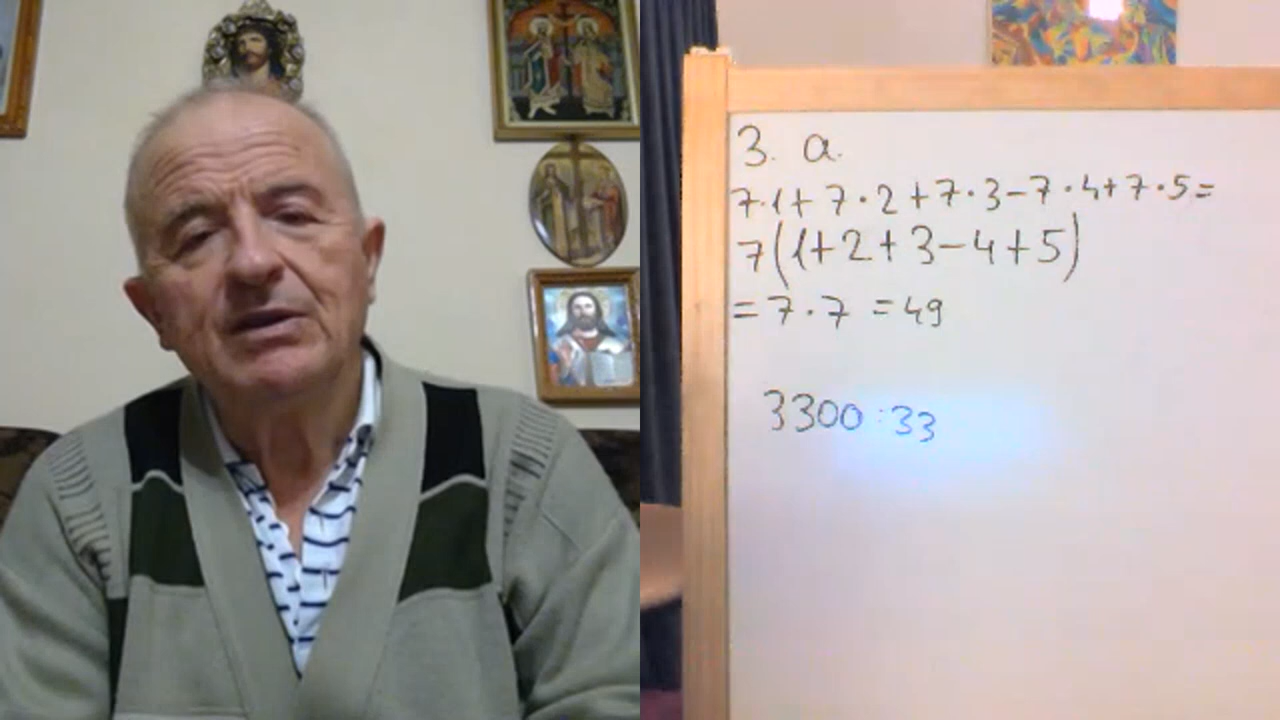 3. a.
7·1+7·2+7·3-7·4+7·5=
7(1+2+3-4+5)
=7·7=49
3300:33